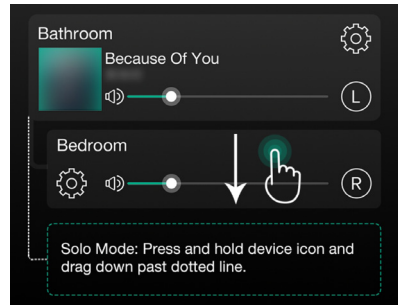 Bathroom
Because Of You
L
Bedroom
R
Solo Mode: Press and hold device icon and
drag down past dotted line.